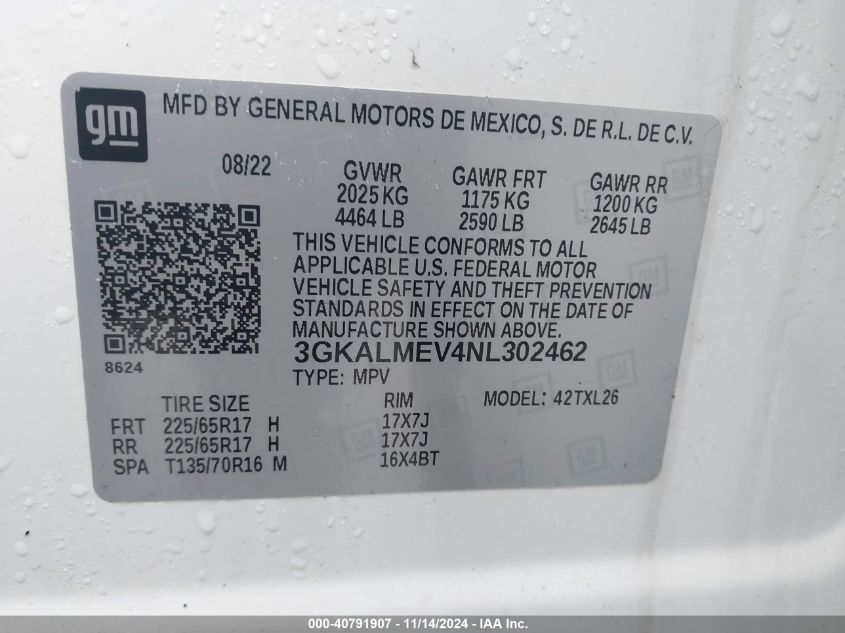 gm
MFD BY GENERAL MOTORS DE MEXICO, S. DE R.L. DE C.V.
08/22
GVWR GAWR FRT GAWR RR
2025 KG 1175 KG 1200 KG
4464 LB 2590 LB 2645 LB
THIS VEHICLE CONFORMS TO ALL
APPLICABLE U.S. FEDERAL MOTOR
VEHICLE SAFETY AND THEFT PREVENTION
STANDARDS IN EFFECT ON THE DATE OF
MANUFACTURE SHOWN ABOVE.
3GKALMEV4NL302462
8624
TYPE: MPV
TIRE SIZE RIM MODEL: 42TXL26
FRT 225/65R17 H 17X7J
RR 225/65R17 H 17X7J
SPA T135/70R16 M 16X4BT
000-40791907 - 11/14/2024 - IAAI Inc.